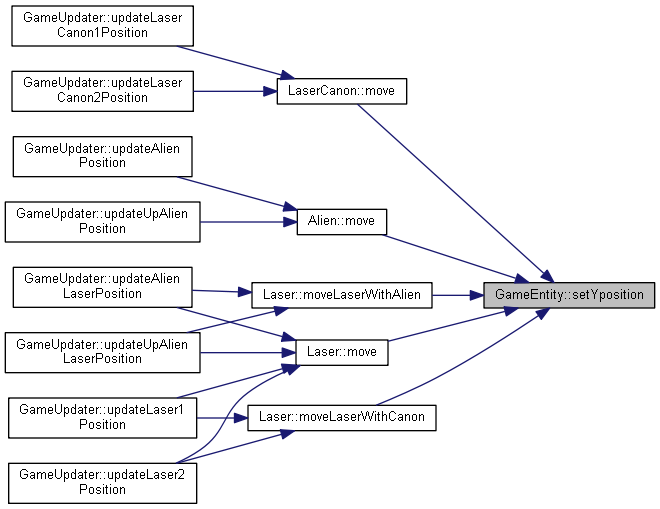 GameUpdater::updateLaser
Canon1Position
GameUpdater::updateLaser
Canon2Position
LaserCanon::move
GameUpdater::updateAlien
Position
GameUpdater::updateUpAlien
Position
Alien::move
GameUpdater::updateAlien
LaserPosition
Laser::moveLaserWithAlien
GameEntity::setYposition
GameUpdater::updateUpAlien
LaserPosition
Laser::move
GameUpdater::updateLaser1
Position
Laser::moveLaserWithCanon
GameUpdater::updateLaser2
Position